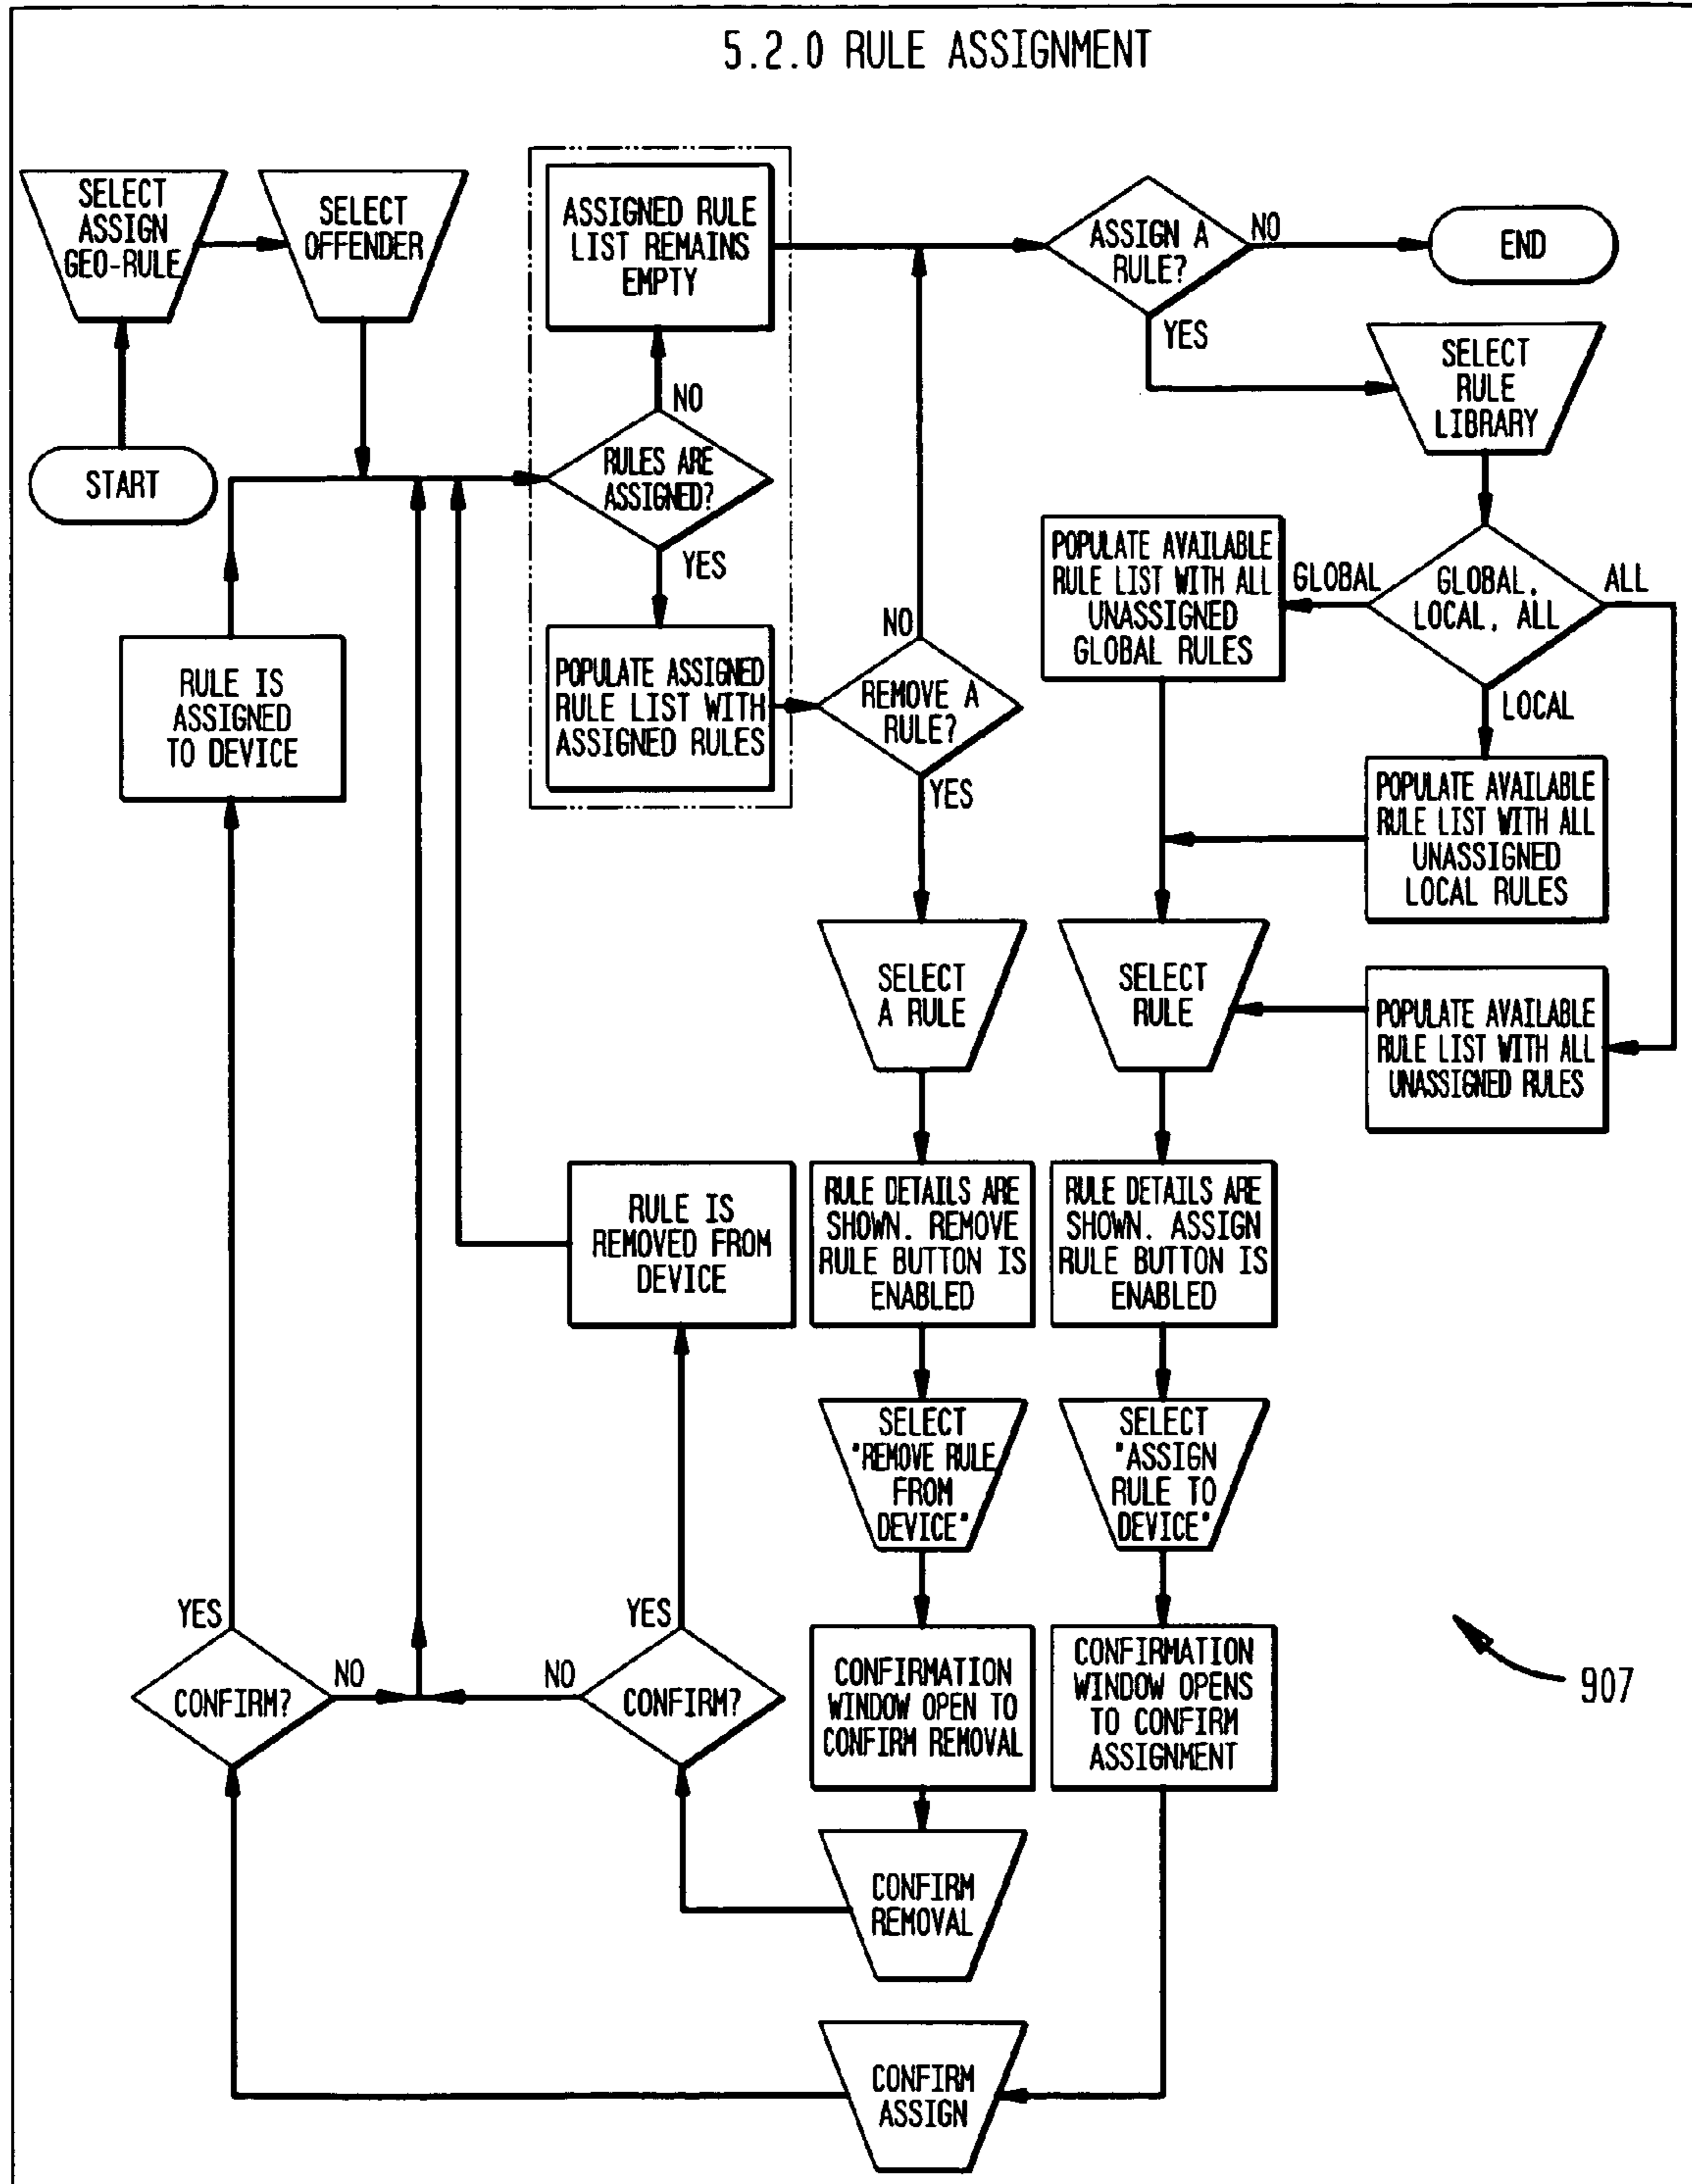 5.2.0 RULE ASSIGNMENT
SELECT
ASSIGN
GEO-RULE
SELECT
OFFENDER
START
ASSIGNED RULE
LIST REMAINS
EMPTY
NO
RULES ARE
ASSIGNED?
YES
POPULATE ASSIGNED
RULE LIST WITH
ASSIGNED RULES
ASSIGN A
RULE?
NO
END
YES
SELECT
RULE
LIBRARY
GLOBAL,
LOCAL, ALL
GLOBAL
ALL
LOCAL
POPULATE AVAILABLE
RULE LIST WITH ALL
UNASSIGNED
GLOBAL RULES
POPULATE AVAILABLE
RULE LIST WITH ALL
UNASSIGNED
LOCAL RULES
POPULATE AVAILABLE
RULE LIST WITH ALL
UNASSIGNED RULES
NO
REMOVE A
RULE?
YES
RULE IS
ASSIGNED
TO DEVICE
SELECT
A RULE
SELECT
RULE
RULE IS
REMOVED FROM
DEVICE
RULE DETAILS ARE
SHOWN. REMOVE
RULE BUTTON IS
ENABLED
RULE DETAILS ARE
SHOWN. ASSIGN
RULE BUTTON IS
ENABLED
SELECT
"REMOVE RULE
FROM
DEVICE"
SELECT
"ASSIGN
RULE TO
DEVICE"
YES
CONFIRM?
NO
YES
NO
CONFIRM?
CONFIRMATION
WINDOW OPEN TO
CONFIRM REMOVAL
CONFIRMATION
WINDOW OPENS
TO CONFIRM
ASSIGNMENT
907
CONFIRM
REMOVAL
CONFIRM
ASSIGN